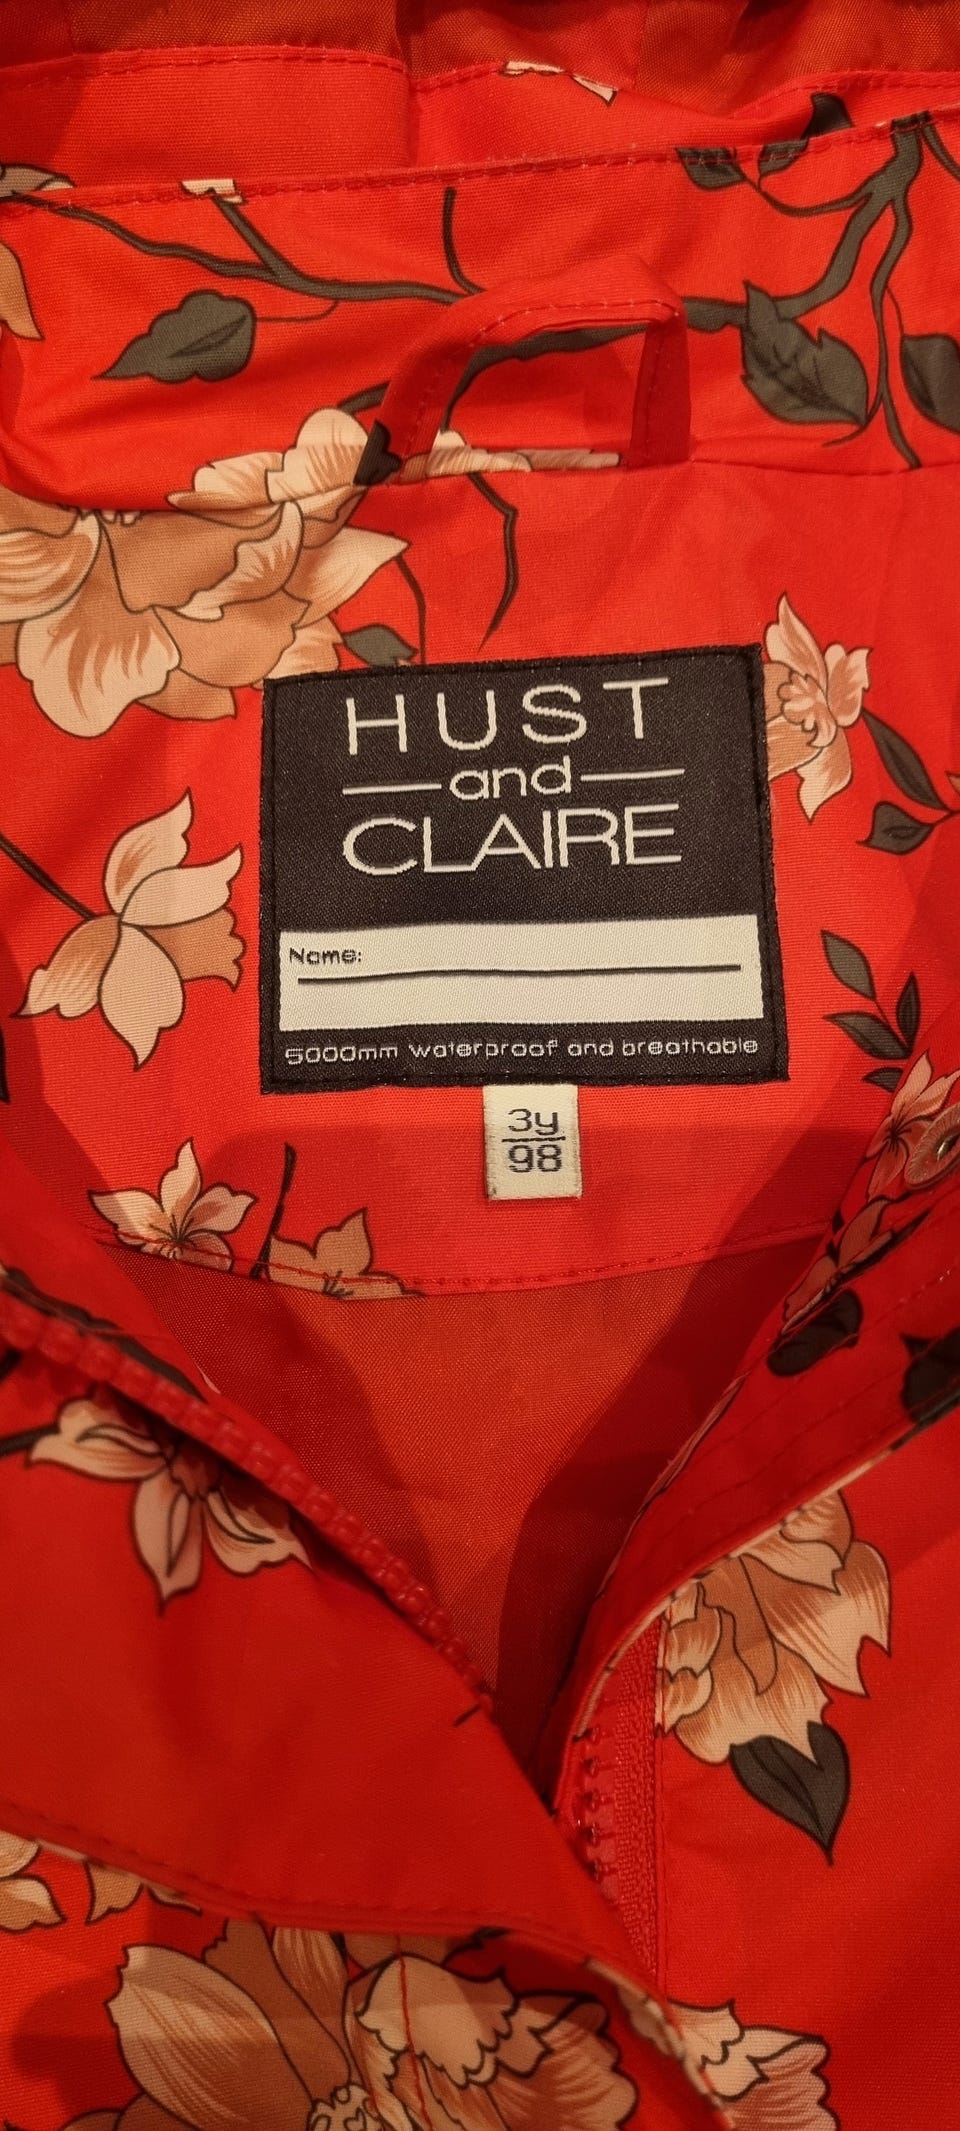 HUST
and
CLAIRE
Name:
5000mm waterproof and breathable
3y
98